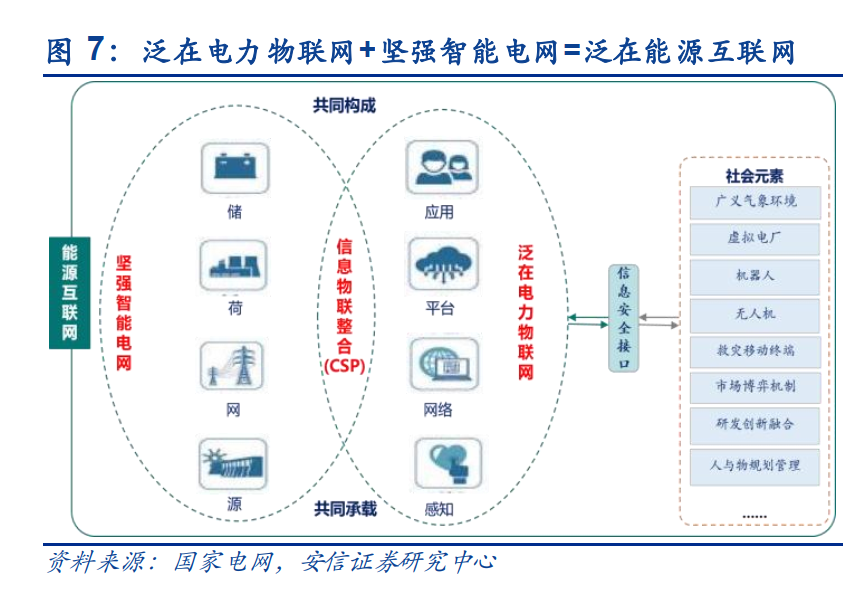 图 7：泛在电力物联网+坚强智能电网=泛在能源互联网
共同构成
能源互联网
坚强智能电网
储
荷
网
源
信息物联整合(CSP)
应用
平台
网络
感知
泛在电力物联网
共同承载
信息安全接口
社会元素
广义气象环境
虚拟电厂
机器人
无人机
救灾移动终端
市场博弈机制
研发创新融合
人与物规划管理
......
资料来源：国家电网，安信证券研究中心